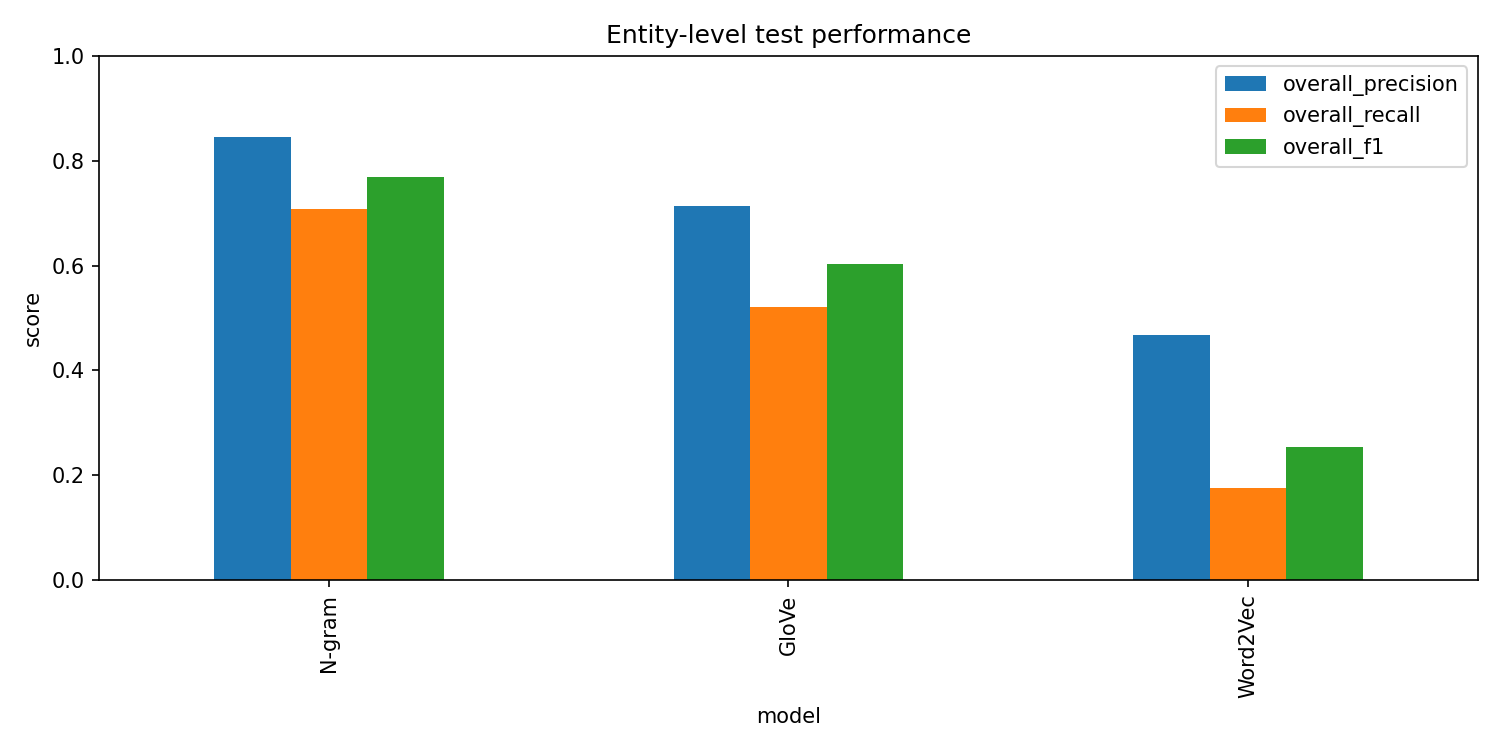 Entity-level test performance
1.0
0.8
0.6
0.4
0.2
0.0
score
overall_precision
overall_recall
overall_f1
N-gram
GloVe
Word2Vec
model